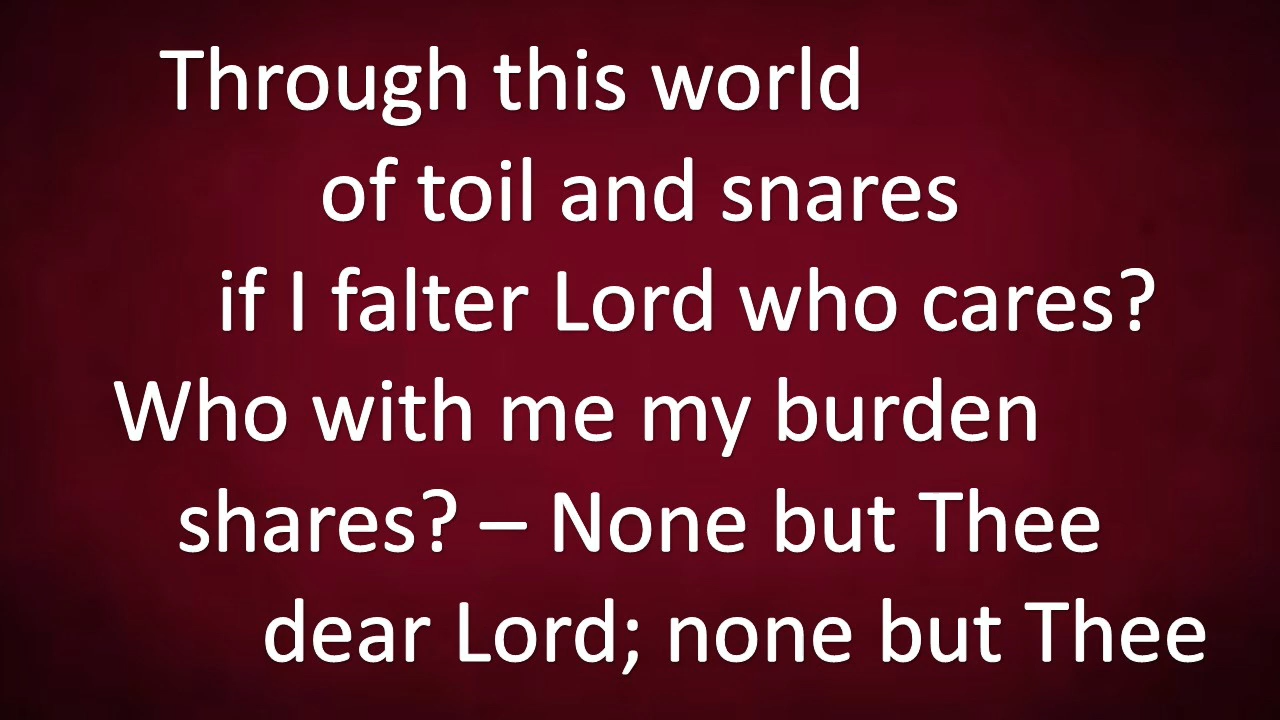 Through this world
of toil and snares
if I falter Lord who cares?
Who with me my burden
shares? – None but Thee
dear Lord; none but Thee